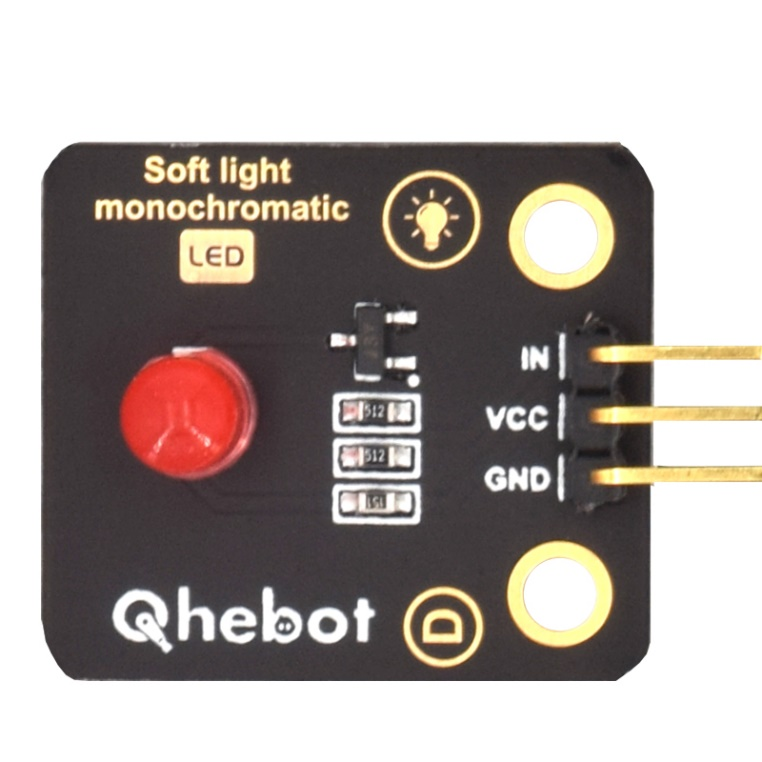 Soft light
monochromatic
LED
IN
VCC
GND
512
512
151
Qhebot
D